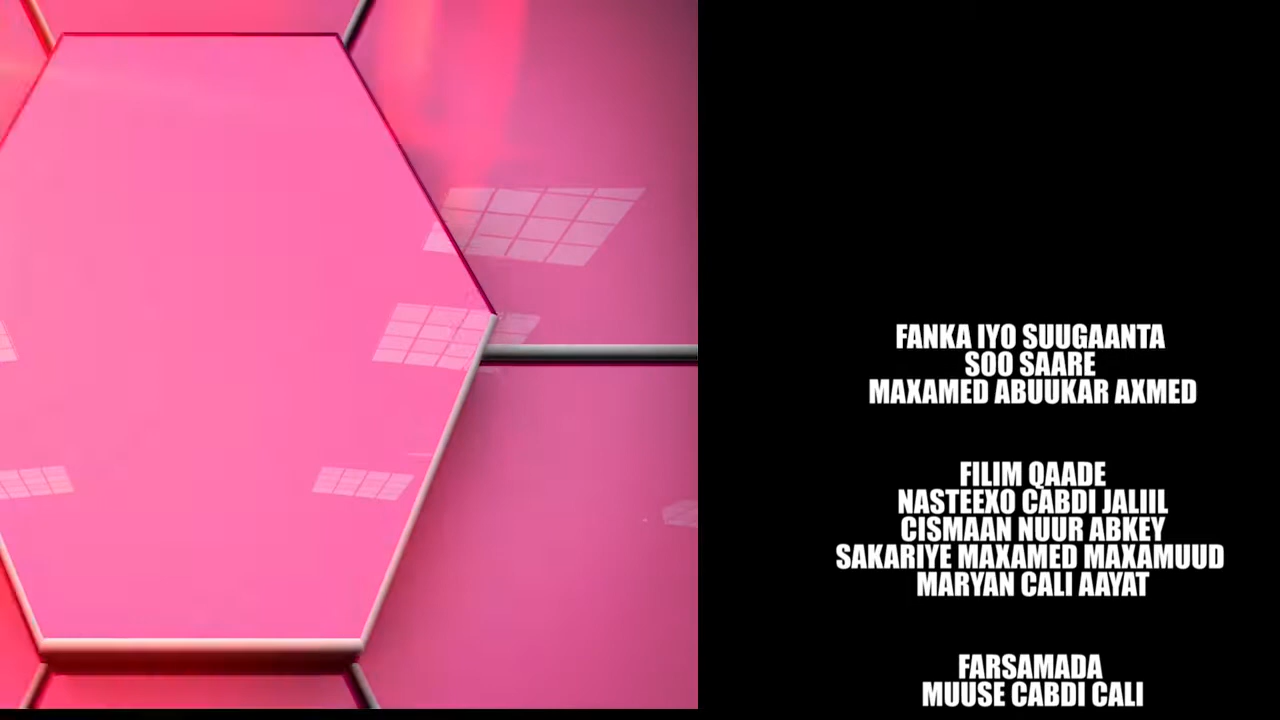 FANKA IYO SUUGAANTA
SOO SAARE
MAXAMED ABUUKAR AXMED
FILIM QAADE
NASTEEXO CABDI JALIIL
CISMAAN NUUR ABKEY
SAKARIYE MAXAMED MAXAMUUD
MARYAN CALI AAYAT
FARSAMADA
MUUSE CABDI CALI